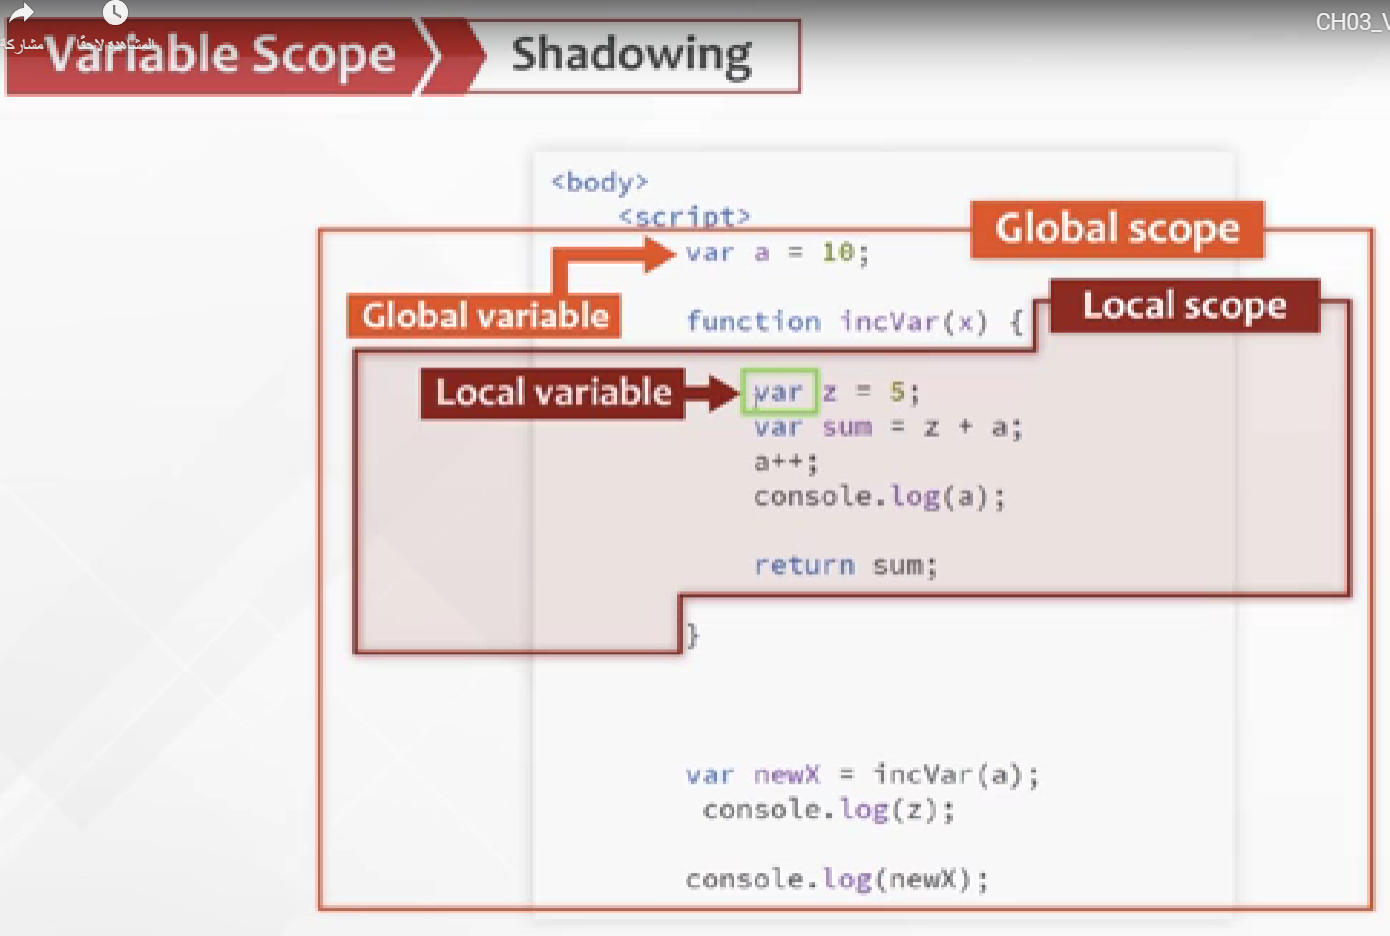 مشاركة
المشاهدة لاحقًا
CH03_V
Variable Scope
Shadowing
<body>
<script>
Global scope
var a = 10;
Global variable
function incVar(x) {
Local scope
Local variable
var z = 5;
var sum = z + a;
a++;
console.log(a);
return sum;
}
var newX = incVar(a);
console.log(z);
console.log(newX);